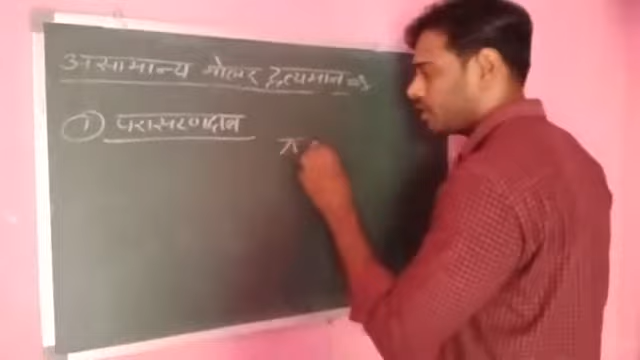 असामान्य मोलर द्रव्यमान ⇒
① परासरणदाब
π